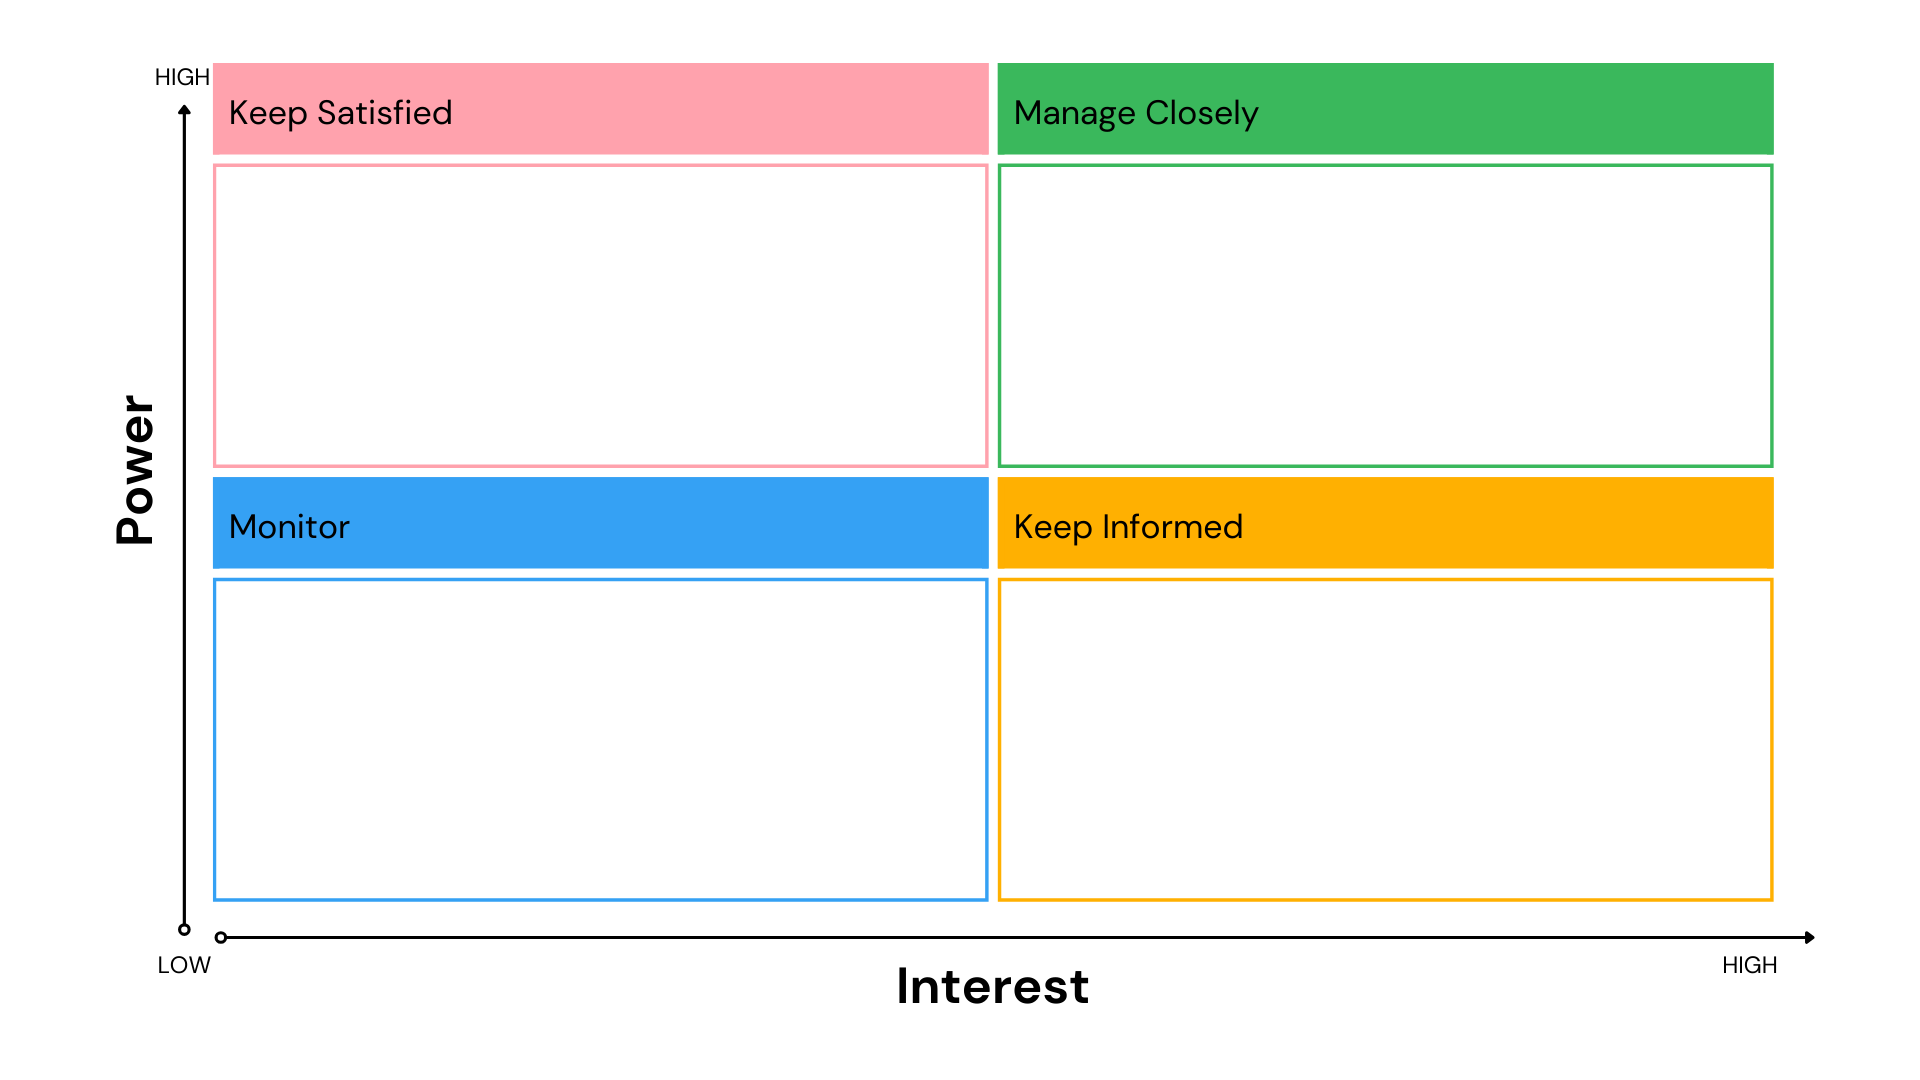 HIGH
Keep Satisfied
Manage Closely
Power
Monitor
Keep Informed
LOW
HIGH
Interest